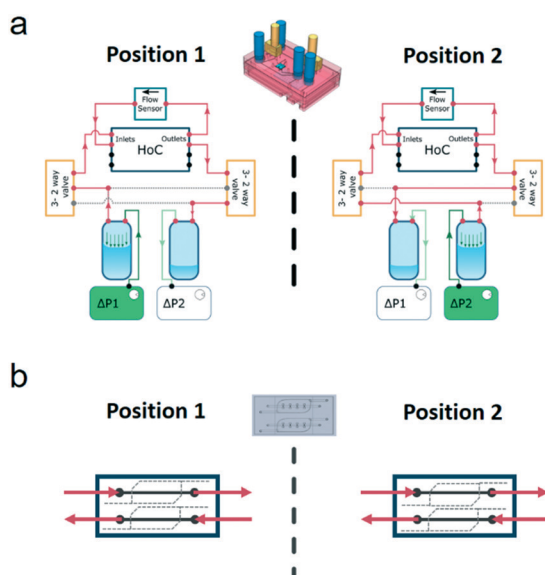 a
Position 1
Position 2
Flow
Sensor
Inlets
Outlets
HoC
3- 2 way
valve
3- 2 way
valve
ΔP1
ΔP2
Flow
Sensor
Inlets
Outlets
HoC
3- 2 way
valve
3- 2 way
valve
ΔP1
ΔP2
b
Position 1
Position 2